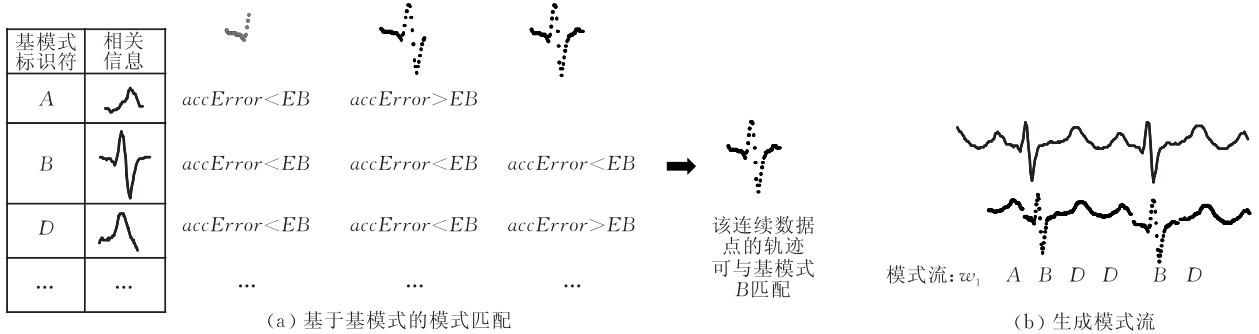 基模式
标识符
相关
信息
A
accError<EB
accError>EB
B
accError<EB
accError<EB
accError<EB
D
accError<EB
accError<EB
accError>EB
…
…
…
…
…
该连续数据
点的轨迹
可与基模式
B匹配
(a) 基于基模式的模式匹配
模式流:w₁ A B D D B D
(b) 生成模式流